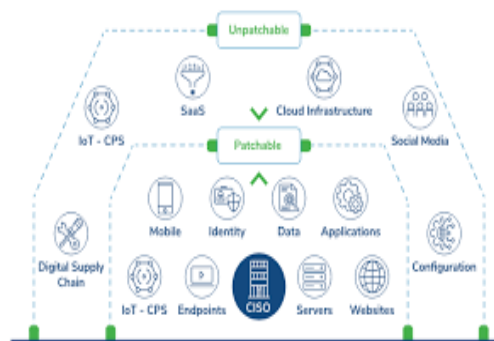 Unpatchable
SaaS
Cloud Infrastructure
IoT - CPS
Social Media
Patchable
Mobile
Identity
Data
Applications
Digital Supply
Chain
Configuration
IoT - CPS
Endpoints
CISO
Servers
Websites